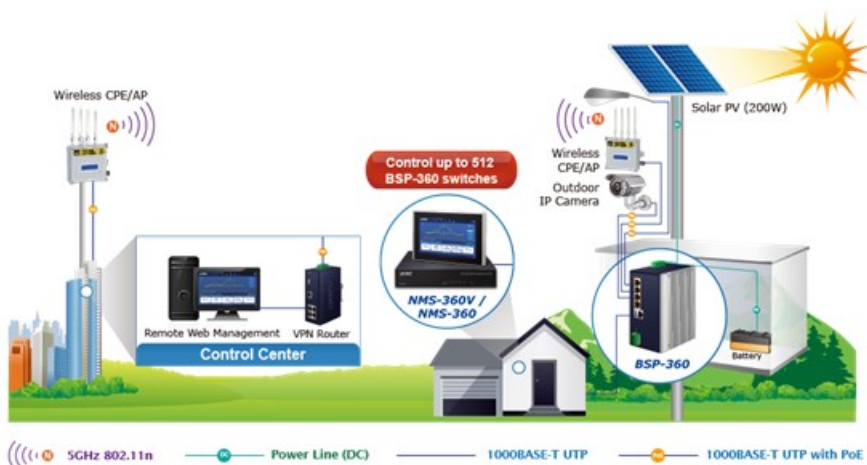 Wireless CPE/AP
N
Control up to 512
BSP-360 switches
N
Solar PV (200W)
Wireless
CPE/AP
Outdoor
IP Camera
Remote Web Management
VPN Router
Control Center
NMS-360V /
NMS-360
BSP-360
Battery
N 5GHz 802.11n
DC Power Line (DC)
1000BASE-T UTP
PoE 1000BASE-T UTP with PoE